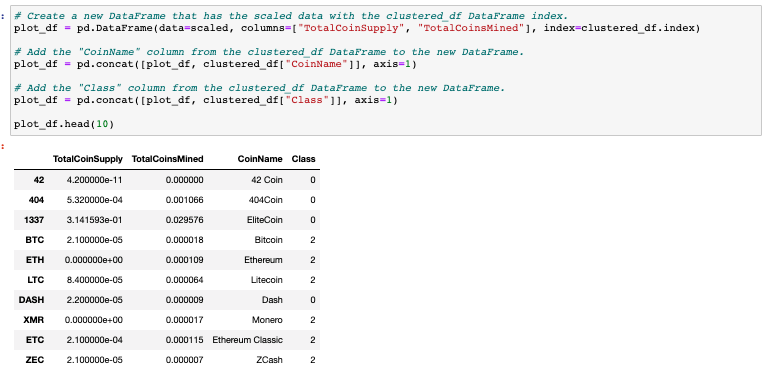 # Create a new DataFrame that has the scaled data with the clustered_df DataFrame index.
plot_df = pd.DataFrame(data=scaled, columns=["TotalCoinSupply", "TotalCoinsMined"], index=clustered_df.index)
# Add the "CoinName" column from the clustered_df DataFrame to the new DataFrame.
plot_df = pd.concat([plot_df, clustered_df["CoinName"]], axis=1)
# Add the "Class" column from the clustered_df DataFrame to the new DataFrame.
plot_df = pd.concat([plot_df, clustered_df["Class"]], axis=1)
plot_df.head(10)
TotalCoinSupply TotalCoinsMined CoinName Class
42 4.200000e-11 0.000000 42 Coin 0
404 5.320000e-04 0.001066 404Coin 0
1337 3.141593e-01 0.029576 EliteCoin 0
BTC 2.100000e-05 0.000018 Bitcoin 2
ETH 0.000000e+00 0.000109 Ethereum 2
LTC 8.400000e-05 0.000064 Litecoin 2
DASH 2.200000e-05 0.000009 Dash 0
XMR 0.000000e+00 0.000017 Monero 2
ETC 2.100000e-04 0.000115 Ethereum Classic 2
ZEC 2.100000e-05 0.000007 ZCash 2